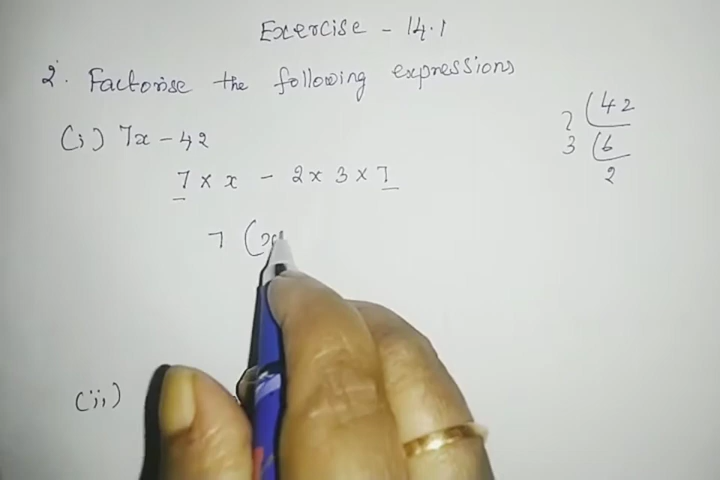 Exercise - 14.1
2. Factorise the following expressions
(i) 7x - 42
7 × x - 2 × 3 × 7
7 (x
(ii)
7 (42
3 (6
2